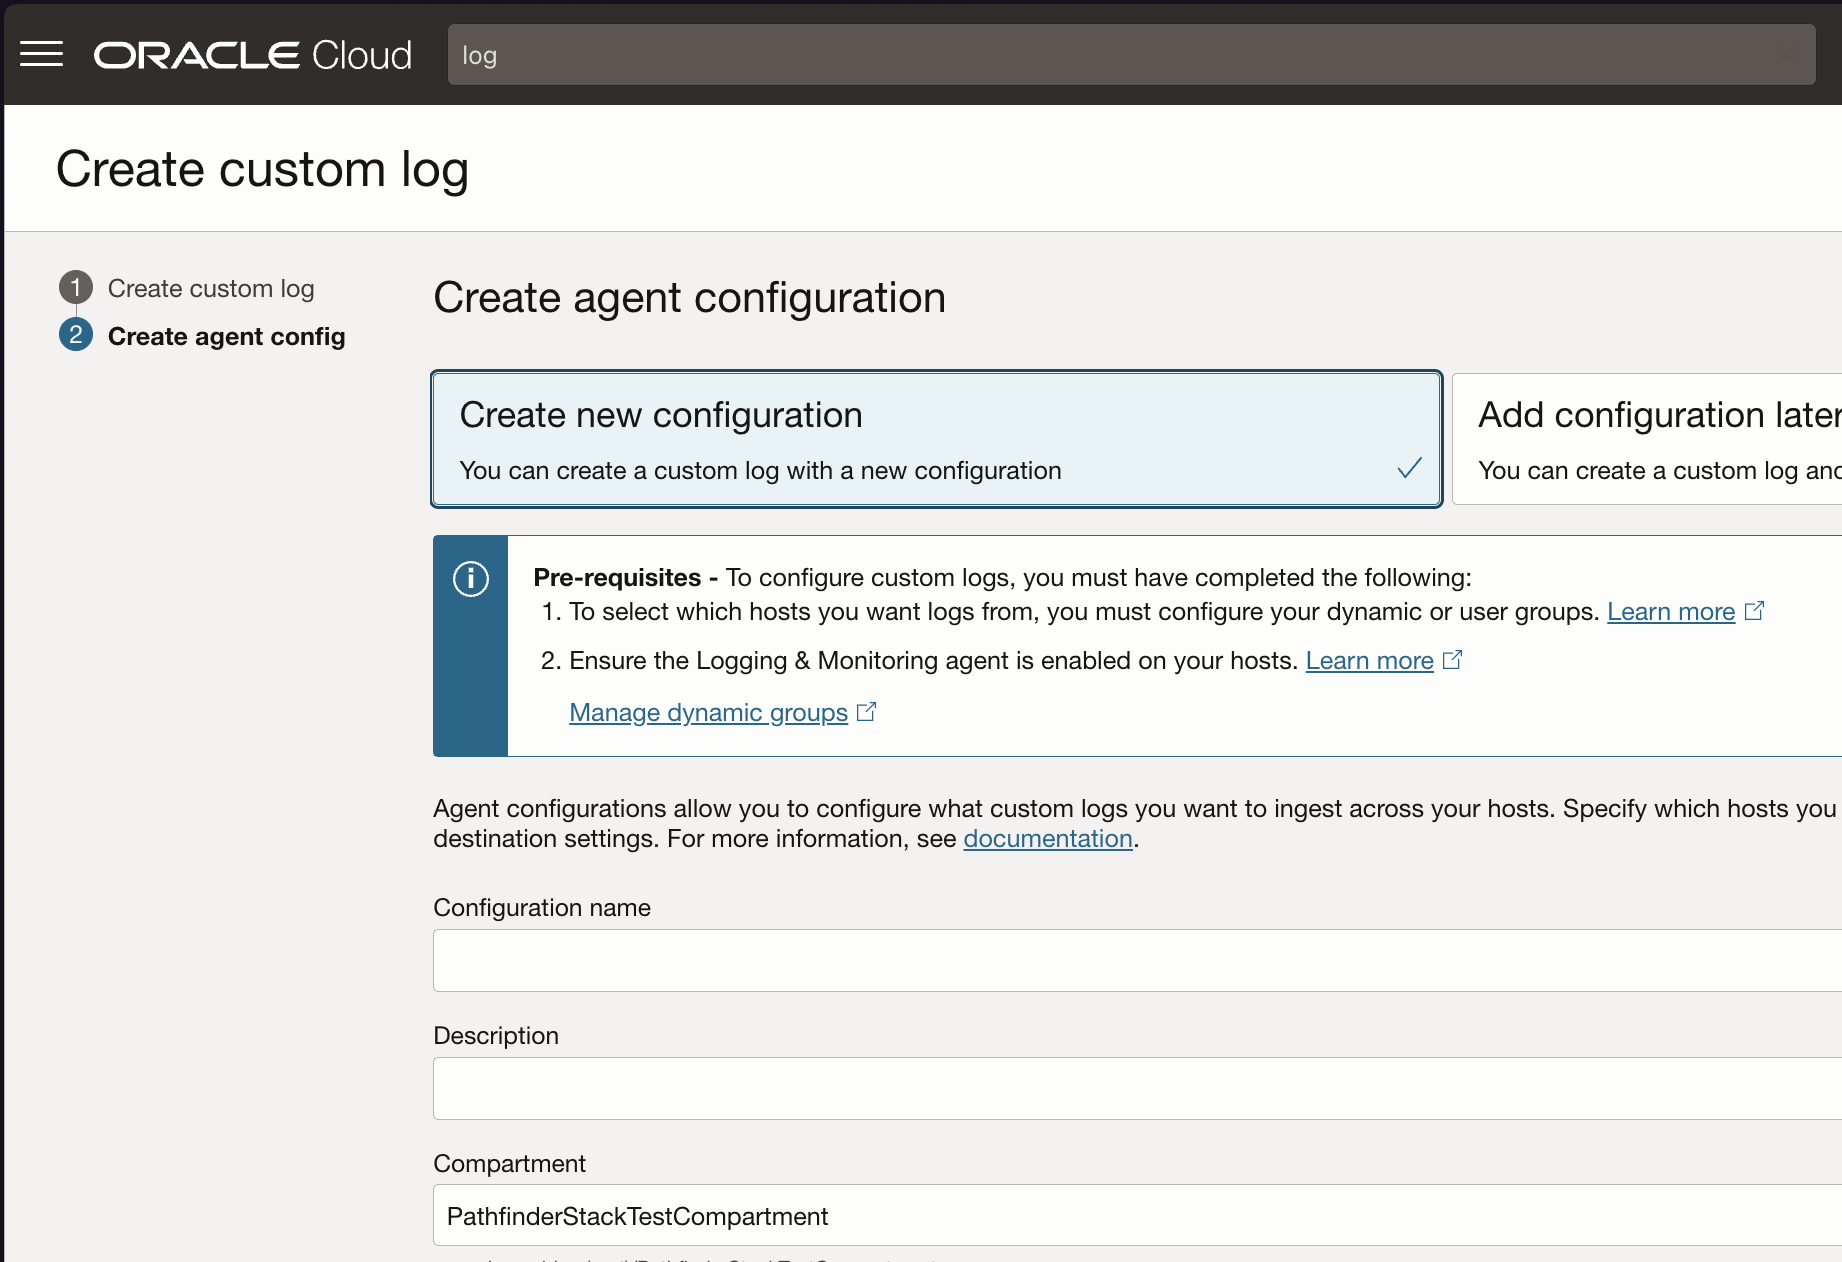 ORACLE Cloud
log
Create custom log
1 Create custom log
2 Create agent config
Create agent configuration
Create new configuration
You can create a custom log with a new configuration
Add configuration later
You can create a custom log and
Pre-requisites - To configure custom logs, you must have completed the following:
1. To select which hosts you want logs from, you must configure your dynamic or user groups. Learn more
2. Ensure the Logging & Monitoring agent is enabled on your hosts. Learn more
Manage dynamic groups
Agent configurations allow you to configure what custom logs you want to ingest across your hosts. Specify which hosts you
destination settings. For more information, see documentation.
Configuration name
Description
Compartment
PathfinderStackTestCompartment